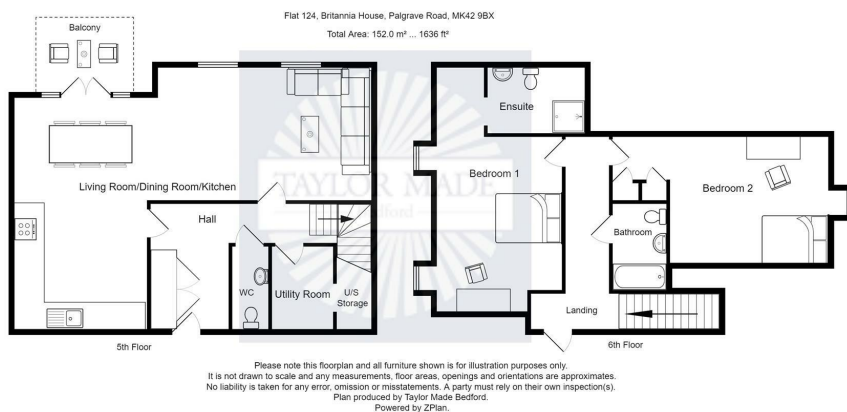 Flat 124, Britannia House, Palgrave Road, MK42 9BX
Total Area: 152.0 m² ... 1636 ft²
Balcony
Living Room/Dining Room/Kitchen
Hall
WC
Utility Room
U/S
Storage
5th Floor
Ensuite
Bedroom 1
Bedroom 2
Bathroom
Landing
6th Floor
TAYLOR MADE
Bedford
Please note this floorplan and all furniture shown is for illustration purposes only.
It is not drawn to scale and any measurements, floor areas, openings and orientations are approximates.
No liability is taken for any error, omission or misstatements. A party must rely on their own inspection(s).
Plan produced by Taylor Made Bedford.
Powered by ZPlan.